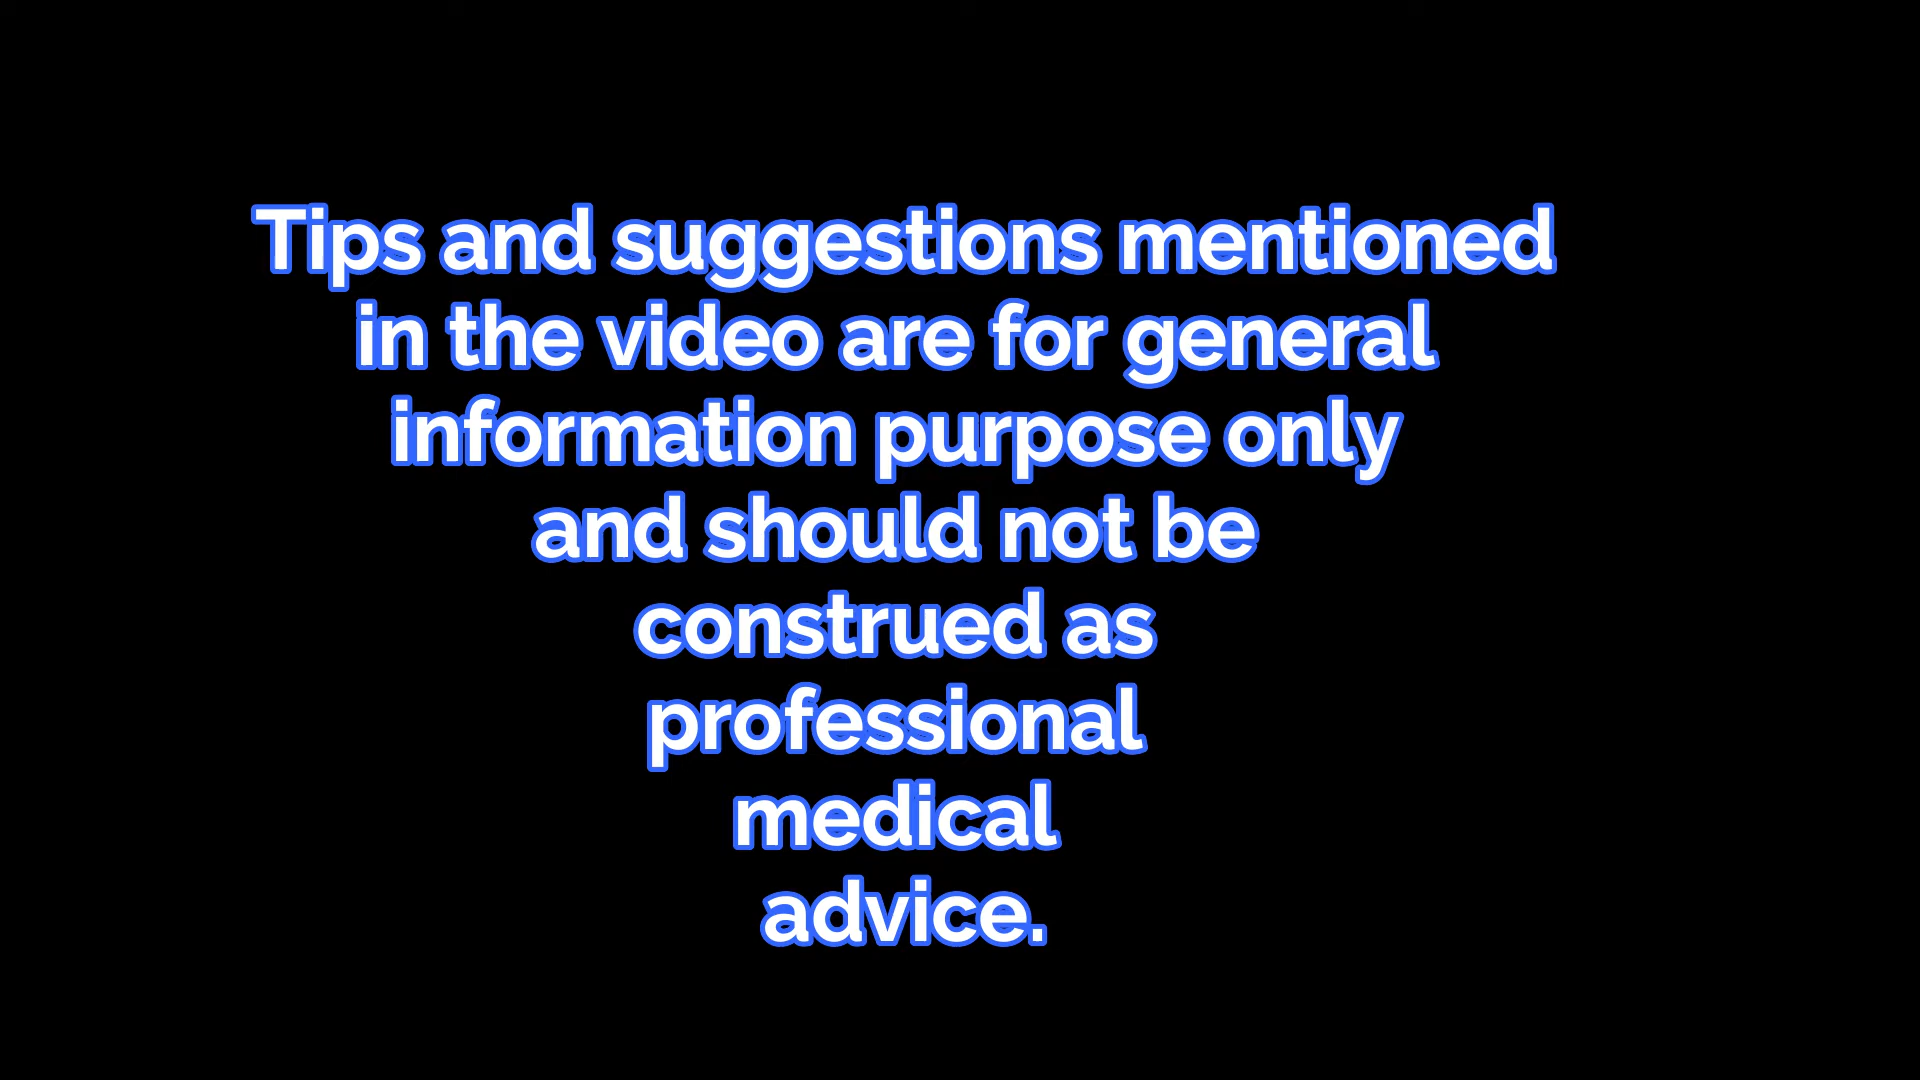 Tips and suggestions mentioned
in the video are for general
information purpose only
and should not be
construed as
professional
medical
advice.